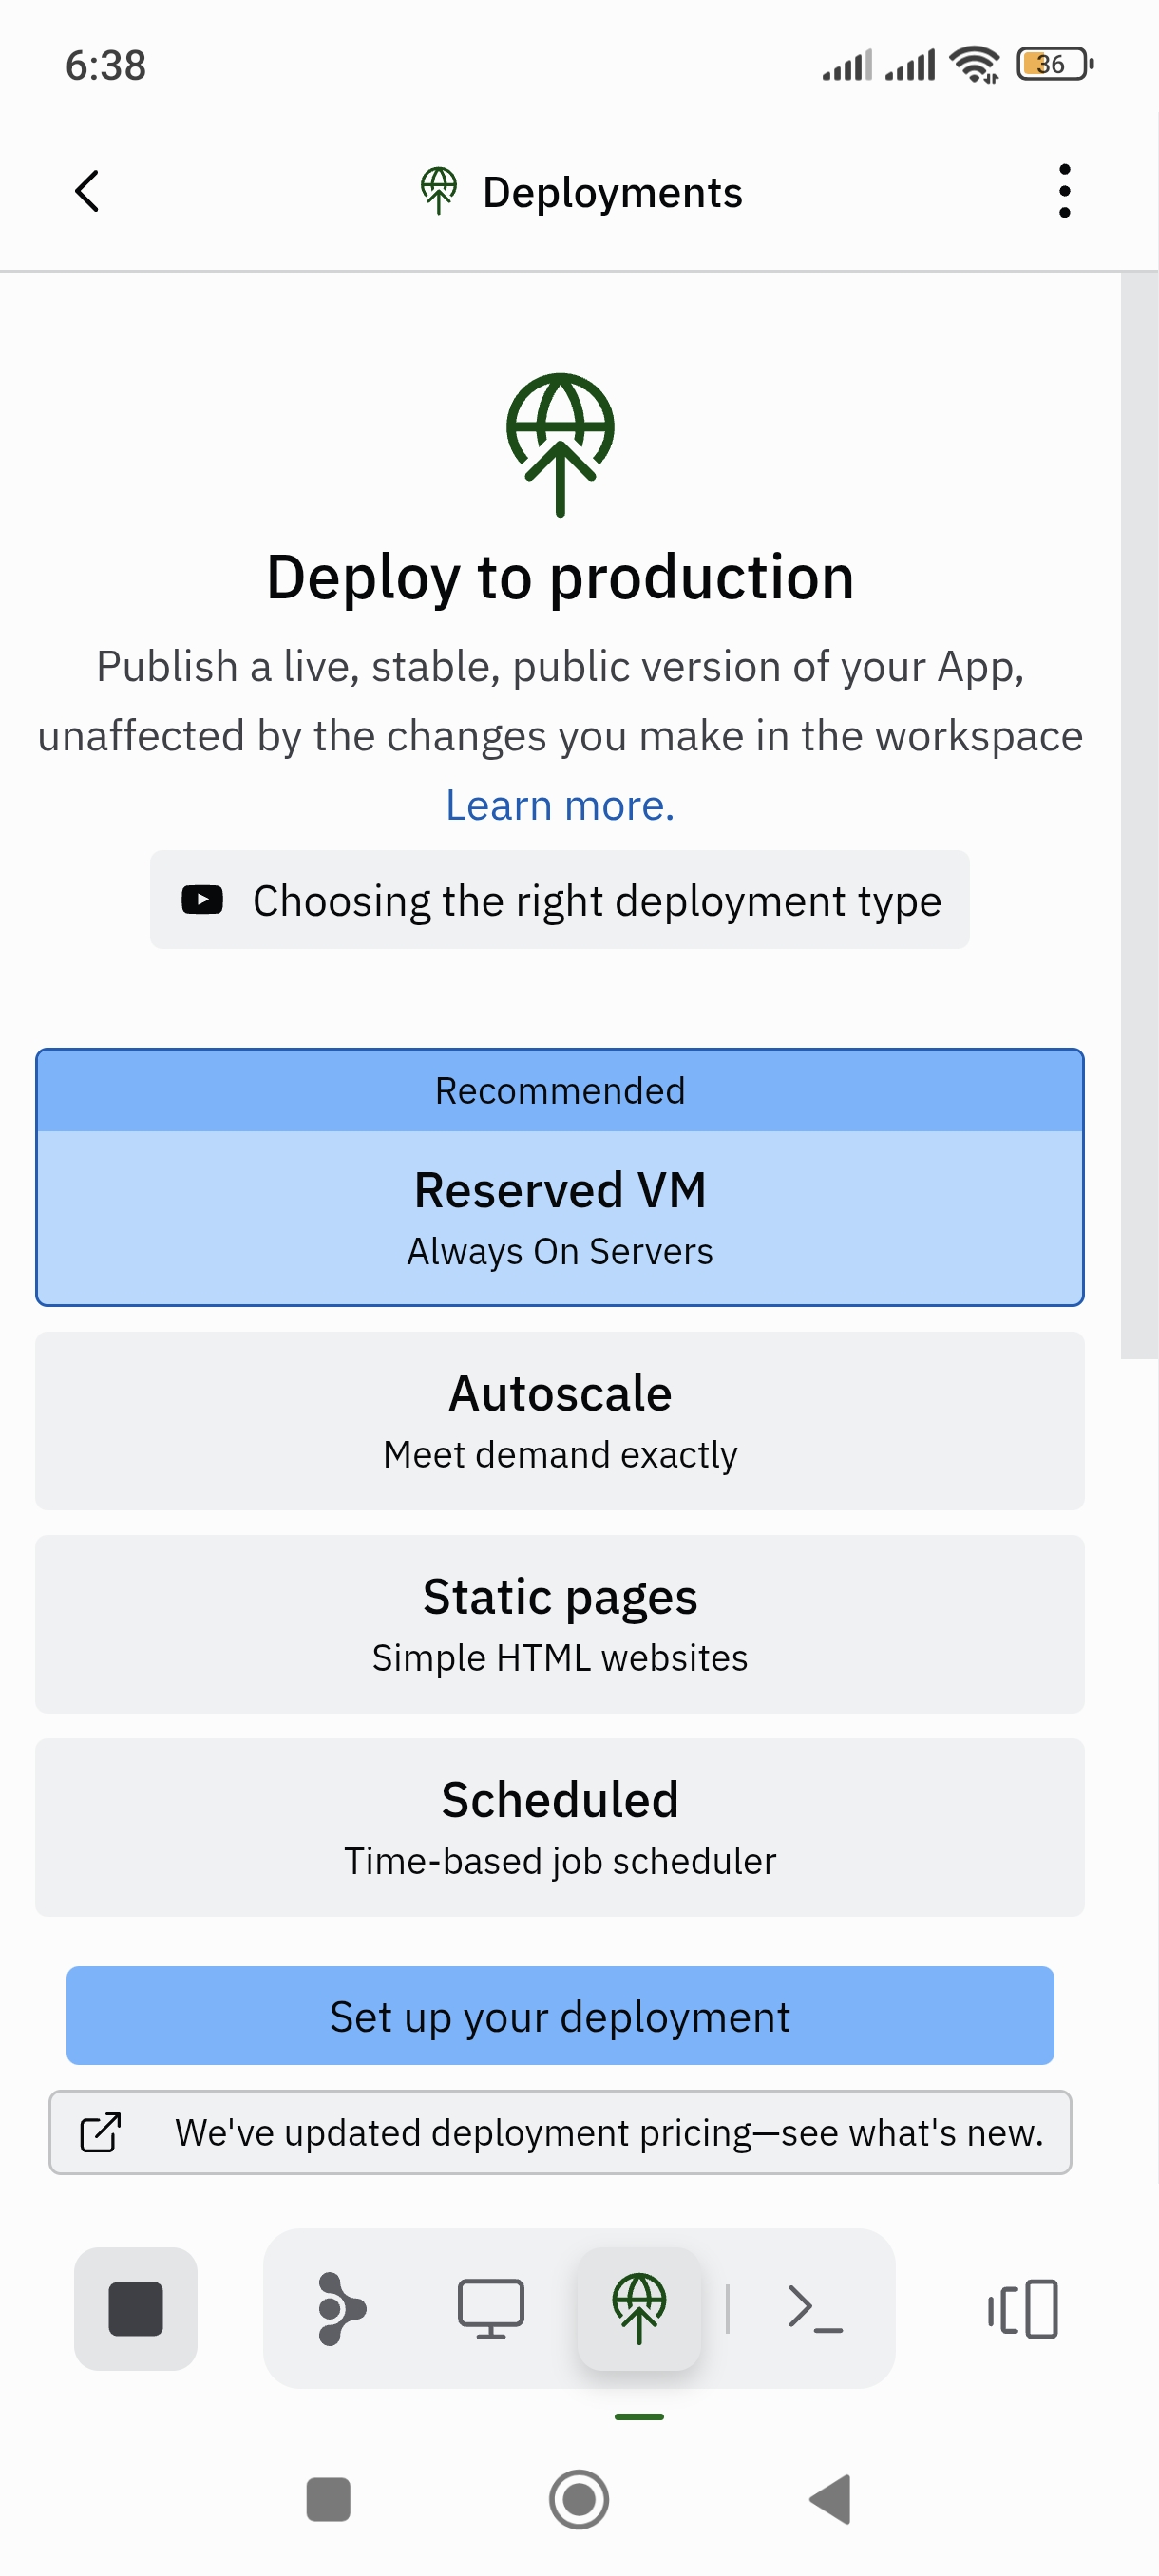 6:38
36
Deployments
Deploy to production
Publish a live, stable, public version of your App,
unaffected by the changes you make in the workspace
Learn more.
Choosing the right deployment type
Recommended
Reserved VM
Always On Servers
Autoscale
Meet demand exactly
Static pages
Simple HTML websites
Scheduled
Time-based job scheduler
Set up your deployment
We've updated deployment pricing—see what's new.